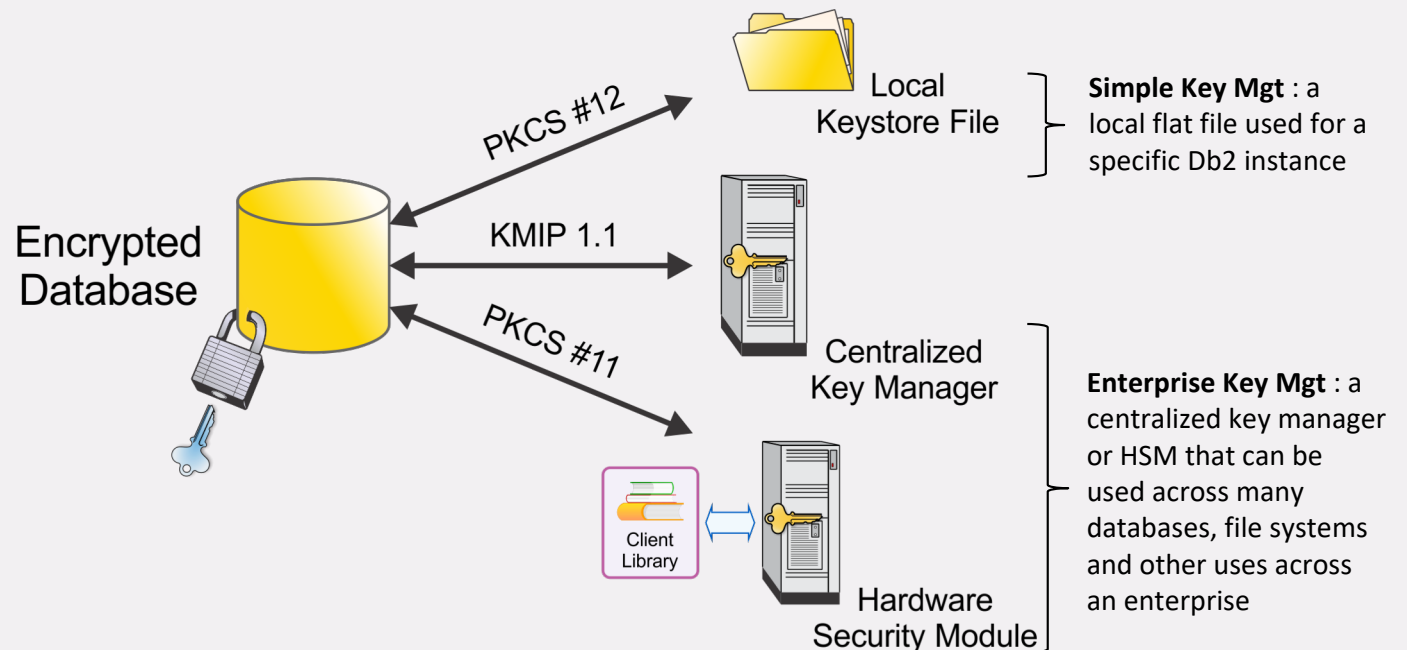 Encrypted
Database
PKCS #12
KMIP 1.1
PKCS #11
Local
Keystore File
Simple Key Mgt : a
local flat file used for a
specific Db2 instance
Centralized
Key Manager
Client
Library
Hardware
Security Module
Enterprise Key Mgt : a
centralized key manager
or HSM that can be
used across many
databases, file systems
and other uses across
an enterprise